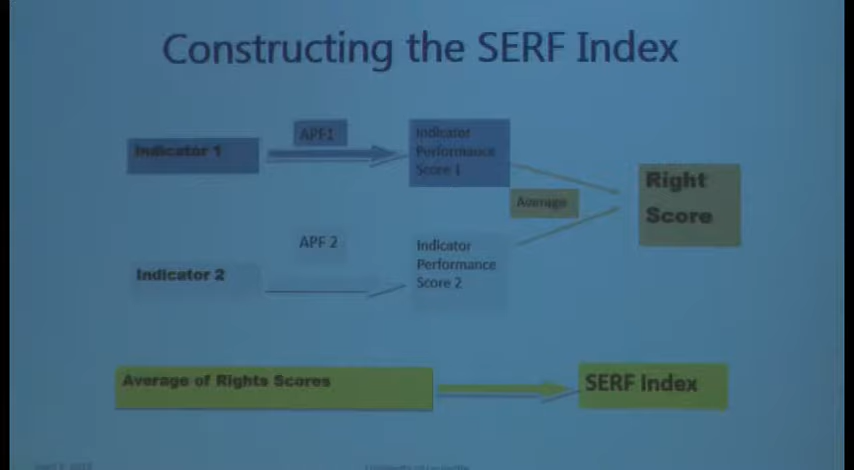 Constructing the SERF Index
APF1
Indicator 1
Indicator
Performance
Score 1
Right
Score
Average
APF 2
Indicator 2
Indicator
Performance
Score 2
Average of Rights Scores
SERF Index